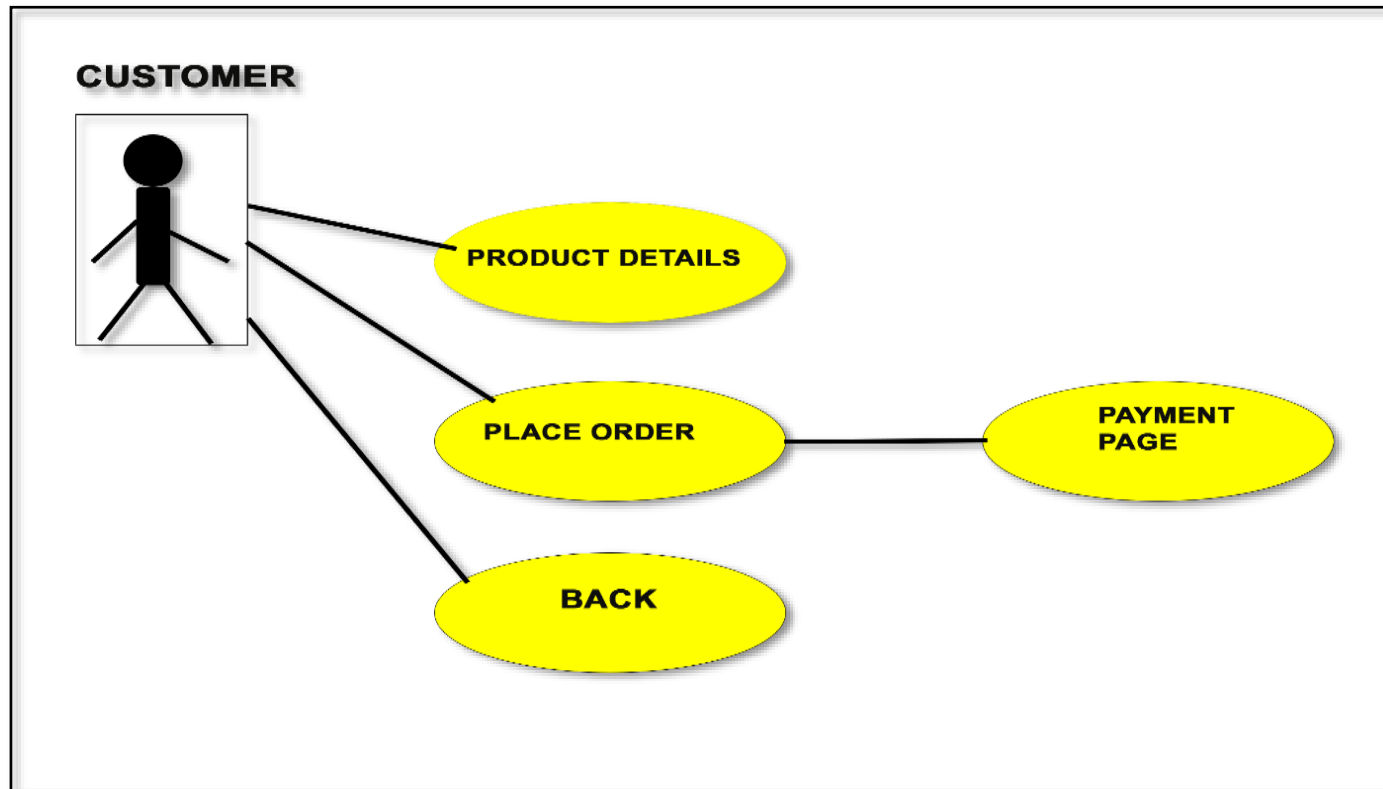 CUSTOMER
PRODUCT DETAILS
PLACE ORDER
PAYMENT
PAGE
BACK